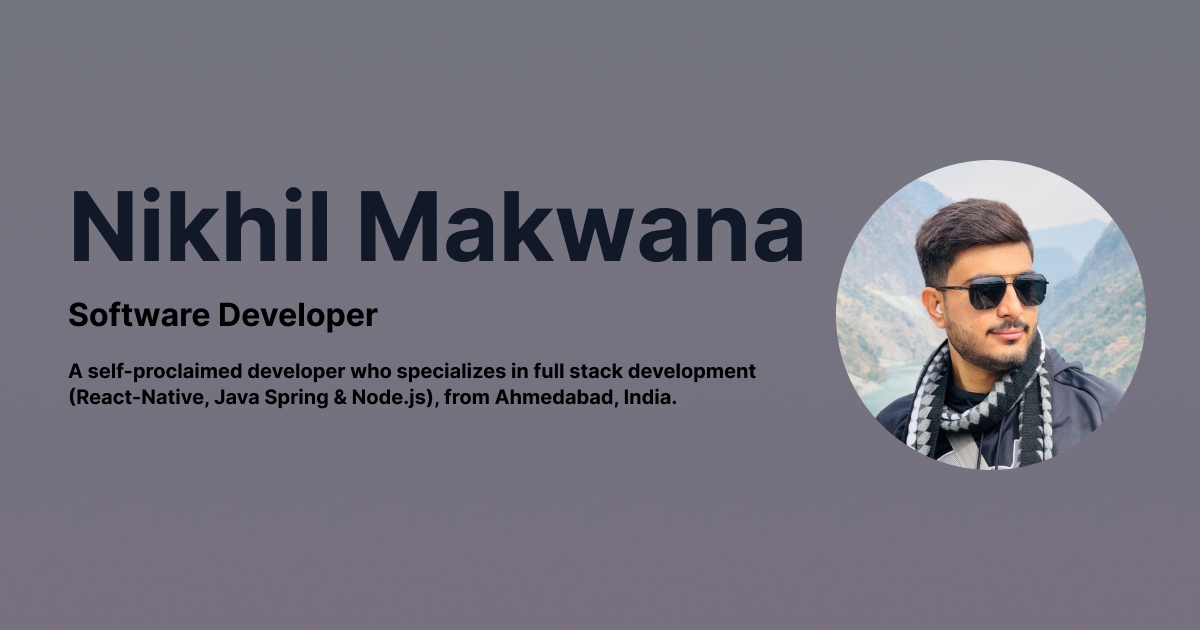 Nikhil Makwana
Software Developer
A self-proclaimed developer who specializes in full stack development
(React-Native, Java Spring & Node.js), from Ahmedabad, India.